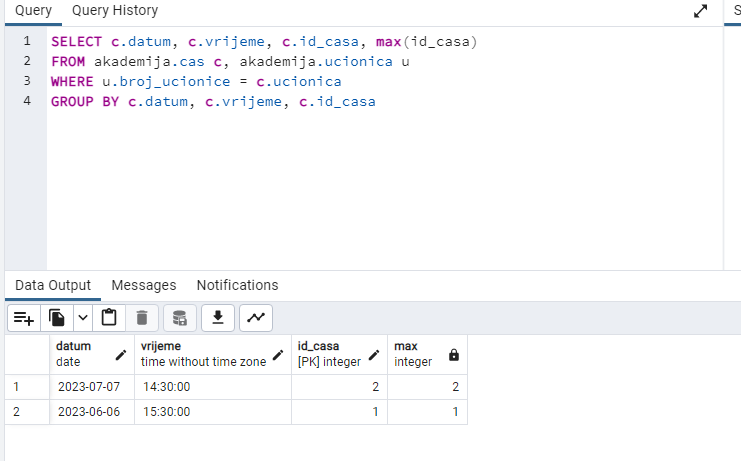 Query Query History
S
1 SELECT c.datum, c.vrijeme, c.id_casa, max(id_casa)
2 FROM akademija.cas c, akademija.ucionica u
3 WHERE u.broj_ucionice = c.ucionica
4 GROUP BY c.datum, c.vrijeme, c.id_casa
Data Output Messages Notifications
datum vrijeme id_casa max
date time without time zone [PK] integer integer
1 2023-07-07 14:30:00 2 2
2 2023-06-06 15:30:00 1 1